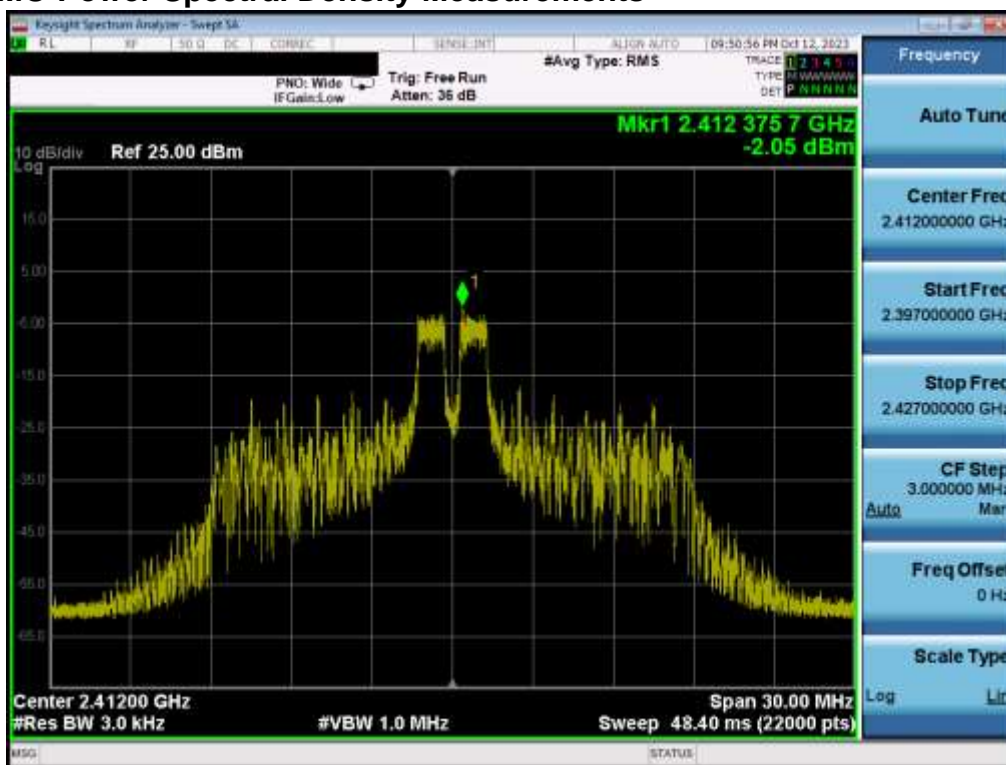 Power Spectral Density Measurements
Keysight Spectrum Analyzer - Swept SA
RL RF 50 Ω DC CORREC SENSE:INT ALIGN AUTO 09:50:56 PM Oct 12, 2023
#Avg Type: RMS TRACE 1 2 3 4 5 6
PNO: Wide Trig: Free Run TYPE M WWWWW
IFGain:Low Atten: 36 dB DET P N N N N N
Mkr1 2.412 375 7 GHz
-2.05 dBm
10 dB/div Ref 25.00 dBm
Log
15.0
5.00
-5.00
-15.0
-25.0
-35.0
-45.0
-55.0
-65.0
1
Center 2.41200 GHz Span 30.00 MHz
#Res BW 3.0 kHz #VBW 1.0 MHz Sweep 48.40 ms (22000 pts)
MSG STATUS
Frequency
Auto Tune
Center Freq
2.412000000 GHz
Start Freq
2.397000000 GHz
Stop Freq
2.427000000 GHz
CF Step
3.000000 MHz
Auto Man
Freq Offset
0 Hz
Scale Type
Log Lin